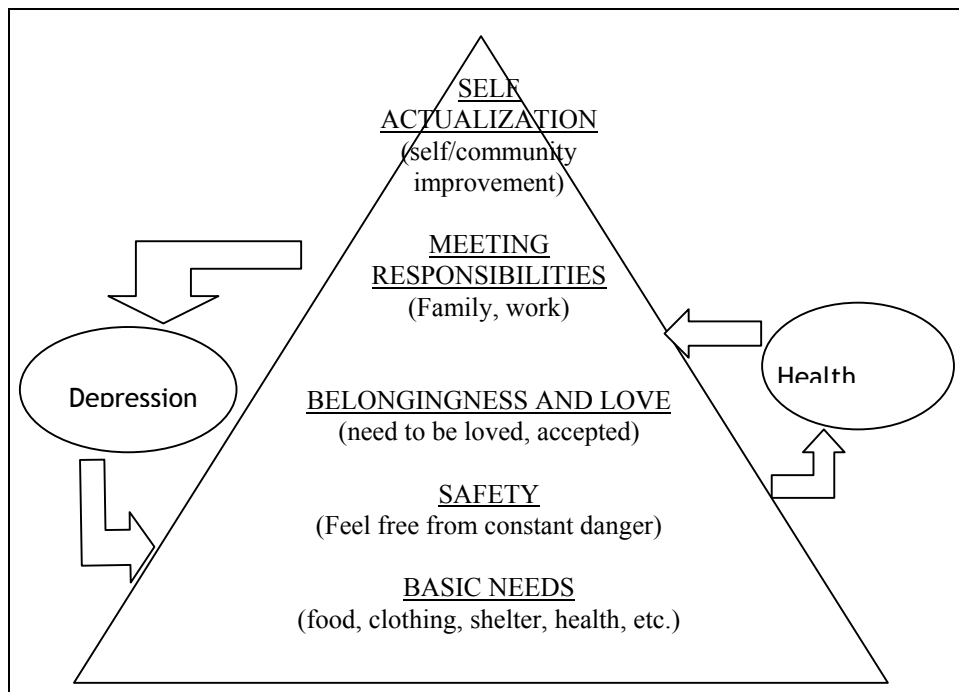 SELF
ACTUALIZATION
(self/community
improvement)
MEETING
RESPONSIBILITIES
(Family, work)
Depression
Health
BELONGINGNESS AND LOVE
(need to be loved, accepted)
SAFETY
(Feel free from constant danger)
BASIC NEEDS
(food, clothing, shelter, health, etc.)